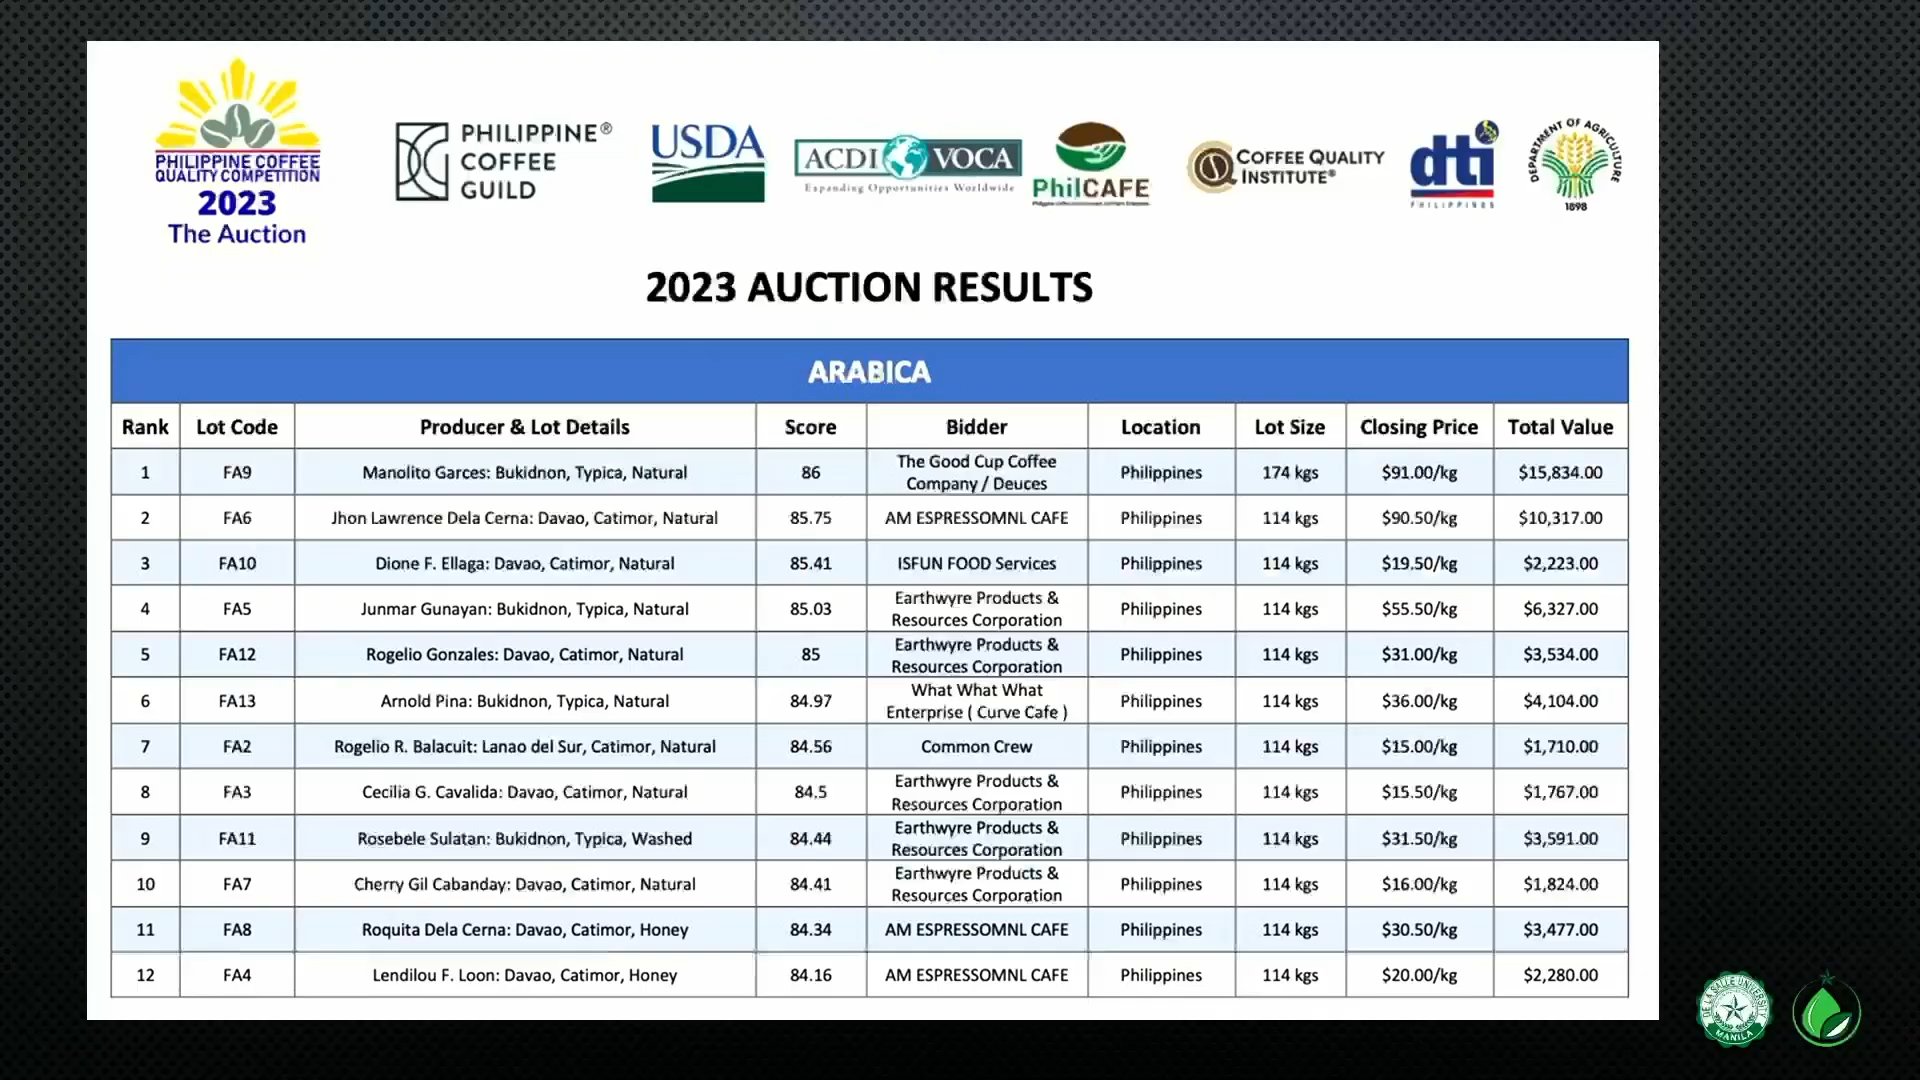 PHILIPPINE COFFEE
QUALITY COMPETITION
2023
The Auction
PHILIPPINE®
COFFEE
GUILD
USDA
ACDI VOCA
Expanding Opportunities Worldwide
PhilCAFE
COFFEE QUALITY
INSTITUTE®
dti
PHILIPPINES
DEPARTMENT OF AGRICULTURE
1898
2023 AUCTION RESULTS
ARABICA
Rank Lot Code Producer & Lot Details Score Bidder Location Lot Size Closing Price Total Value
1 FA9 Manolito Garces: Bukidnon, Typica, Natural 86 The Good Cup Coffee Company / Deuces Philippines 174 kgs $91.00/kg $15,834.00
2 FA6 Jhon Lawrence Dela Cerna: Davao, Catimor, Natural 85.75 AM ESPRESSOMNL CAFE Philippines 114 kgs $90.50/kg $10,317.00
3 FA10 Dione F. Ellaga: Davao, Catimor, Natural 85.41 ISFUN FOOD Services Philippines 114 kgs $19.50/kg $2,223.00
4 FA5 Junmar Gunayan: Bukidnon, Typica, Natural 85.03 Earthwyre Products & Resources Corporation Philippines 114 kgs $55.50/kg $6,327.00
5 FA12 Rogelio Gonzales: Davao, Catimor, Natural 85 Earthwyre Products & Resources Corporation Philippines 114 kgs $31.00/kg $3,534.00
6 FA13 Arnold Pina: Bukidnon, Typica, Natural 84.97 What What What Enterprise ( Curve Cafe ) Philippines 114 kgs $36.00/kg $4,104.00
7 FA2 Rogelio R. Balacuit: Lanao del Sur, Catimor, Natural 84.56 Common Crew Philippines 114 kgs $15.00/kg $1,710.00
8 FA3 Cecilia G. Cavalida: Davao, Catimor, Natural 84.5 Earthwyre Products & Resources Corporation Philippines 114 kgs $15.50/kg $1,767.00
9 FA11 Rosebele Sulatan: Bukidnon, Typica, Washed 84.44 Earthwyre Products & Resources Corporation Philippines 114 kgs $31.50/kg $3,591.00
10 FA7 Cherry Gil Cabanday: Davao, Catimor, Natural 84.41 Earthwyre Products & Resources Corporation Philippines 114 kgs $16.00/kg $1,824.00
11 FA8 Roquita Dela Cerna: Davao, Catimor, Honey 84.34 AM ESPRESSOMNL CAFE Philippines 114 kgs $30.50/kg $3,477.00
12 FA4 Lendilou F. Loon: Davao, Catimor, Honey 84.16 AM ESPRESSOMNL CAFE Philippines 114 kgs $20.00/kg $2,280.00
DE LA SALLE UNIVERSITY
MANILA